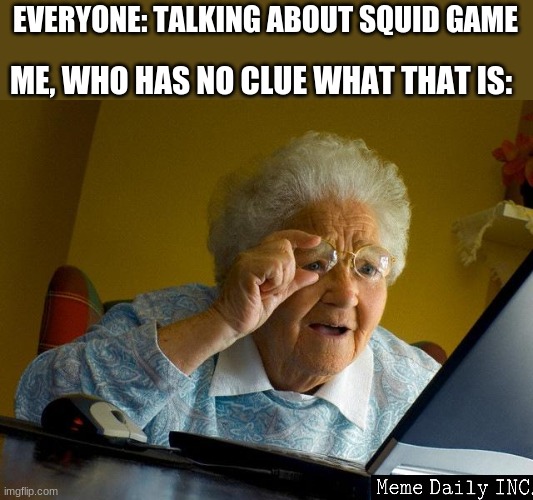 EVERYONE: TALKING ABOUT SQUID GAME
ME, WHO HAS NO CLUE WHAT THAT IS:
imgflip.com
Meme Daily INC